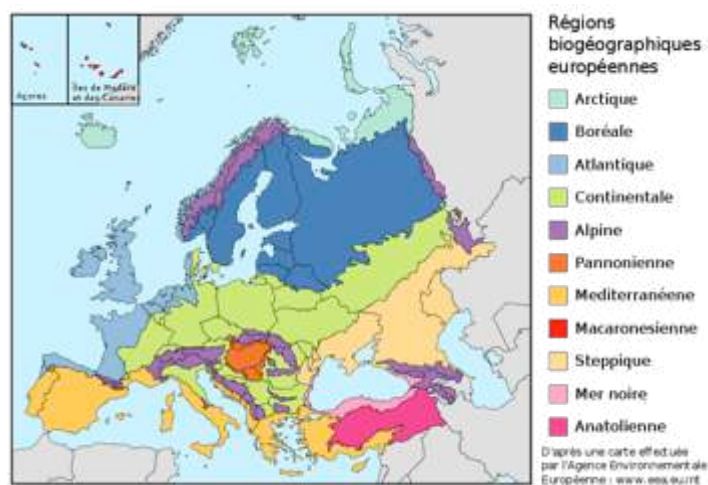 Açores
Îles de Madère
et des Canaries
Régions
biogéographiques
européennes
Arctique
Boréale
Atlantique
Continentale
Alpine
Pannonienne
Mediterranéene
Macaronesienne
Steppique
Mer noire
Anatolienne
D'après une carte effectuée
par l'Agence Environnementale
Européenne : www.eea.eu.int